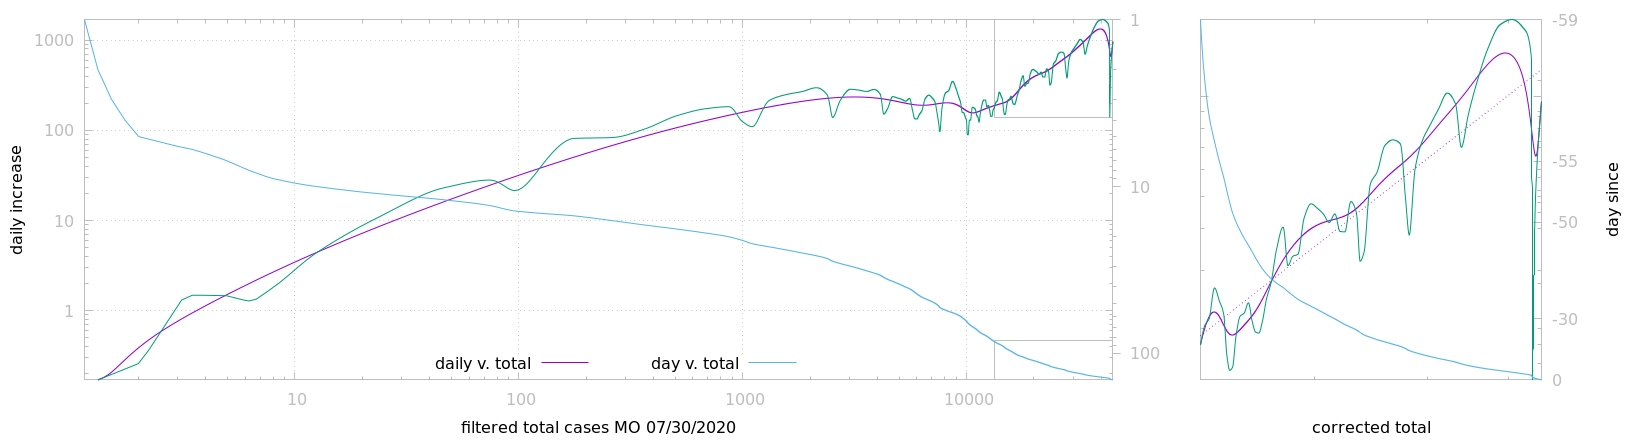 1000
100
10
1
daily increase
10
100
1000
10000
1
10
100
daily v. total
day v. total
filtered total cases MO 07/30/2020
-59
-55
-50
-30
0
day since
corrected total